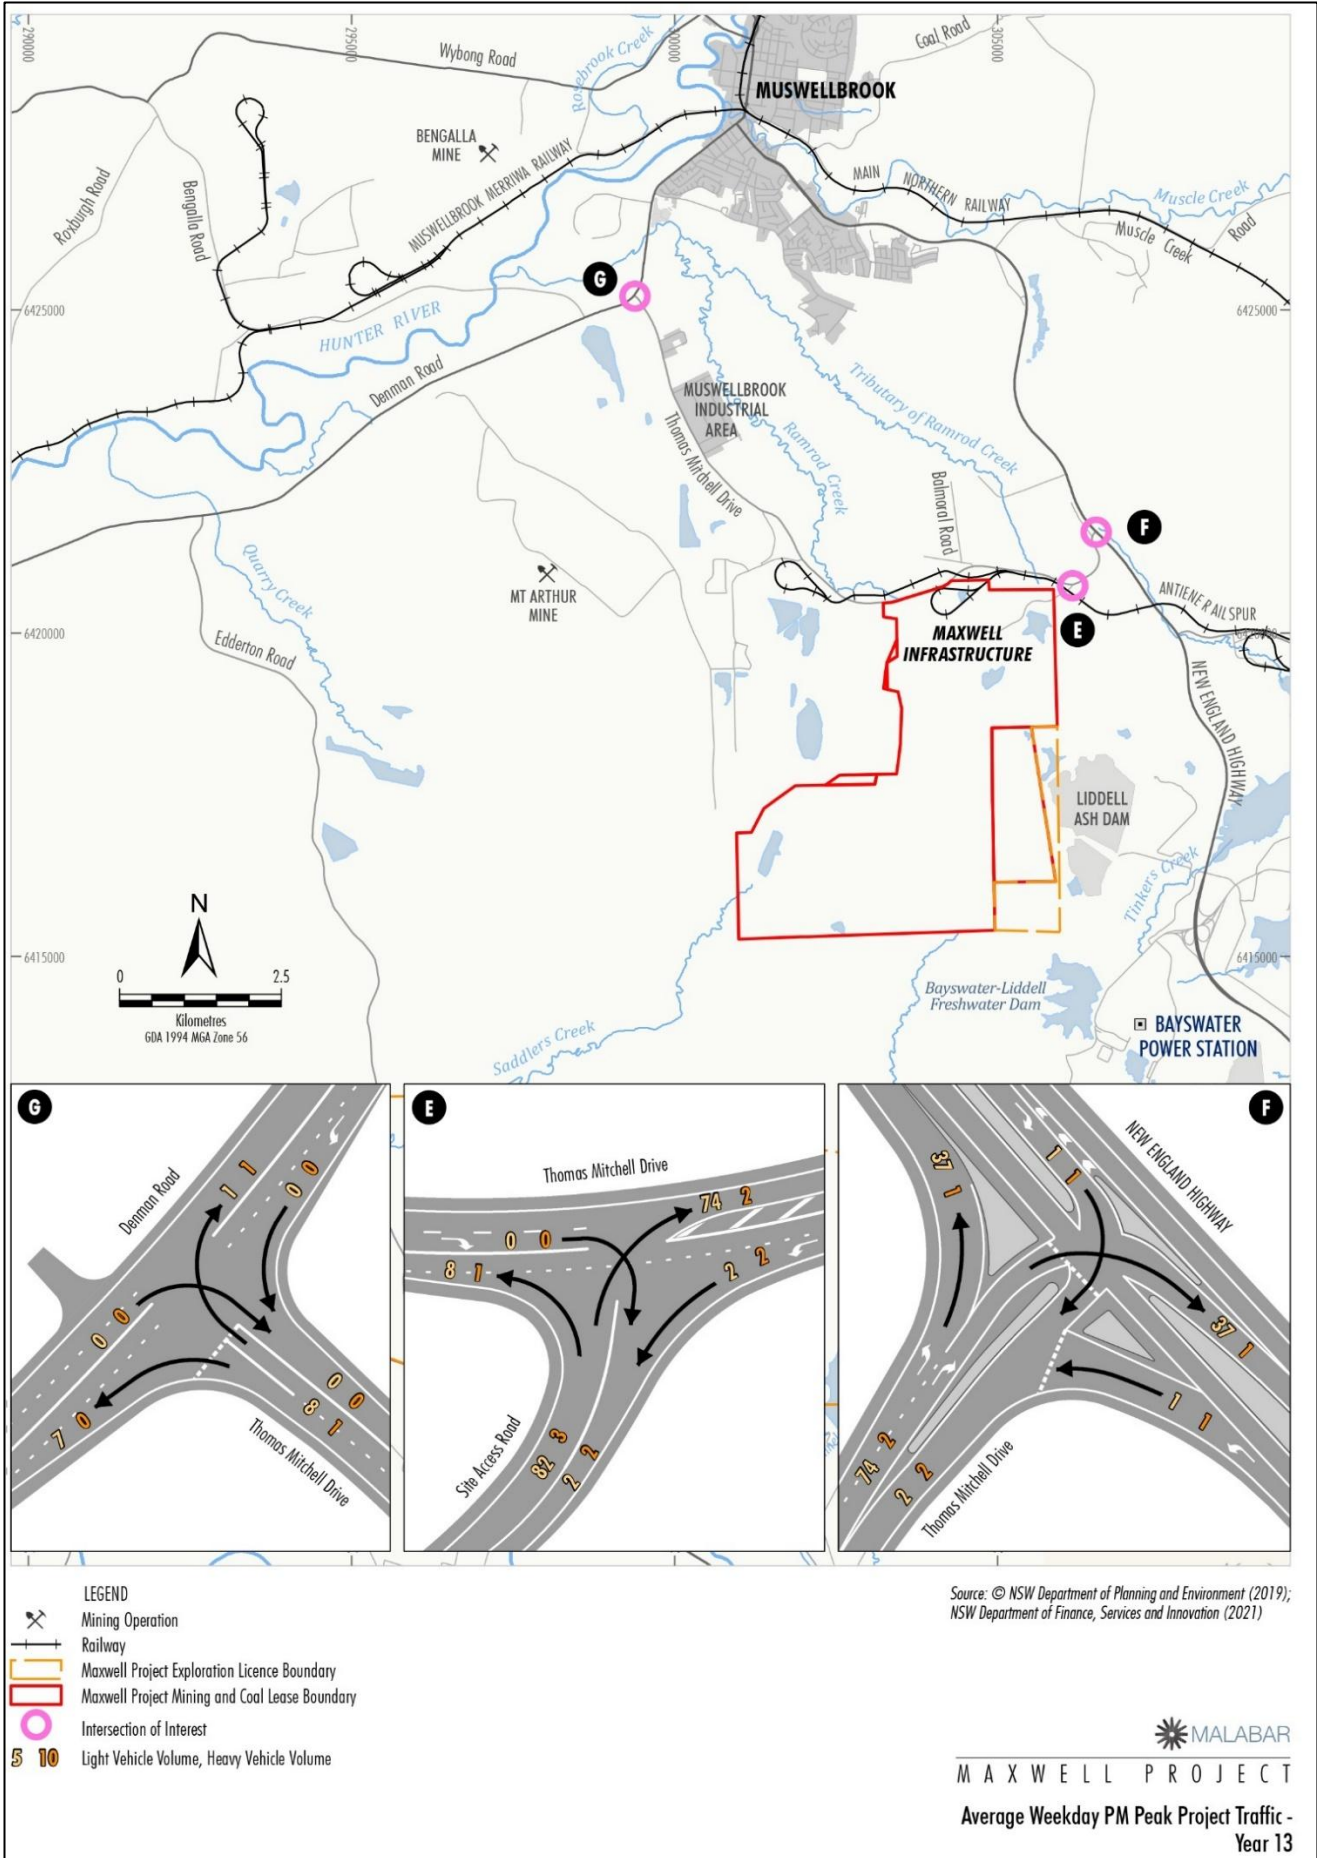 290000
295000
300000
305000
Wybong Road
Rosebrook Creek
Coal Road
MUSWELLBROOK
BENGALLA
MINE
MUSWELLBROOK MERRIWA RAILWAY
MAIN NORTHERN RAILWAY
Muscle Creek
Muscle Creek Road
Roxburgh Road
Bengalla Road
G
6425000
6425000
HUNTER RIVER
Denman Road
MUSWELLBROOK
INDUSTRIAL
AREA
Thomas Mitchell Drive
Ramrod Creek
Tributary of Ramrod Creek
Balmoral Road
F
Quarry Creek
MT ARTHUR
MINE
ANTIENE RAIL SPUR
E
6420000
6420000
MAXWELL
INFRASTRUCTURE
Edderton Road
NEW ENGLAND HIGHWAY
LIDDELL
ASH DAM
Tinkers Creek
N
0 2.5
Kilometres
GDA 1994 MGA Zone 56
6415000
6415000
Bayswater-Liddell
Freshwater Dam
Saddlers Creek
BAYSWATER
POWER STATION
G
Denman Road
1 1
0 0
0 0
0 0
8 1
7 0
Thomas Mitchell Drive
E
Thomas Mitchell Drive
74 2
0 0
8 1
2 2
82 3
2 2
Site Access Road
F
NEW ENGLAND HIGHWAY
37 1
1 1
37 1
1 1
74 2
2 2
Thomas Mitchell Drive
LEGEND
Mining Operation
Railway
Maxwell Project Exploration Licence Boundary
Maxwell Project Mining and Coal Lease Boundary
Intersection of Interest
5 10 Light Vehicle Volume, Heavy Vehicle Volume
Source: © NSW Department of Planning and Environment (2019);
NSW Department of Finance, Services and Innovation (2021)
MALABAR
MAXWELL PROJECT
Average Weekday PM Peak Project Traffic -
Year 13